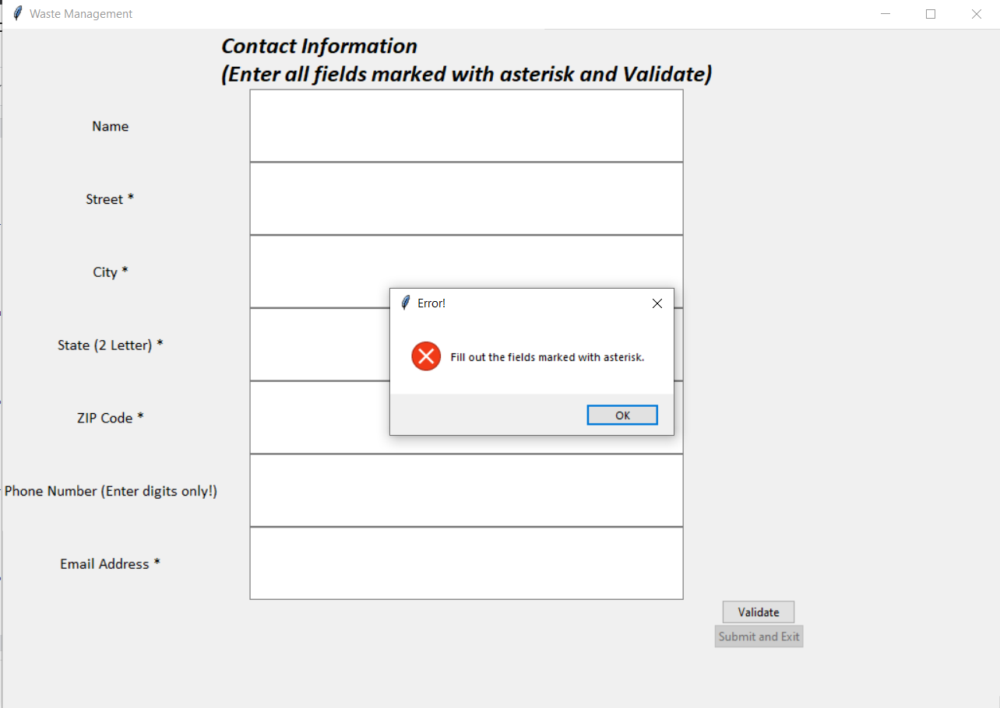 Waste Management
Contact Information
(Enter all fields marked with asterisk and Validate)
Name
Street *
City *
Error!
State (2 Letter) *
Fill out the fields marked with asterisk.
OK
ZIP Code *
Phone Number (Enter digits only!)
Email Address *
Validate
Submit and Exit